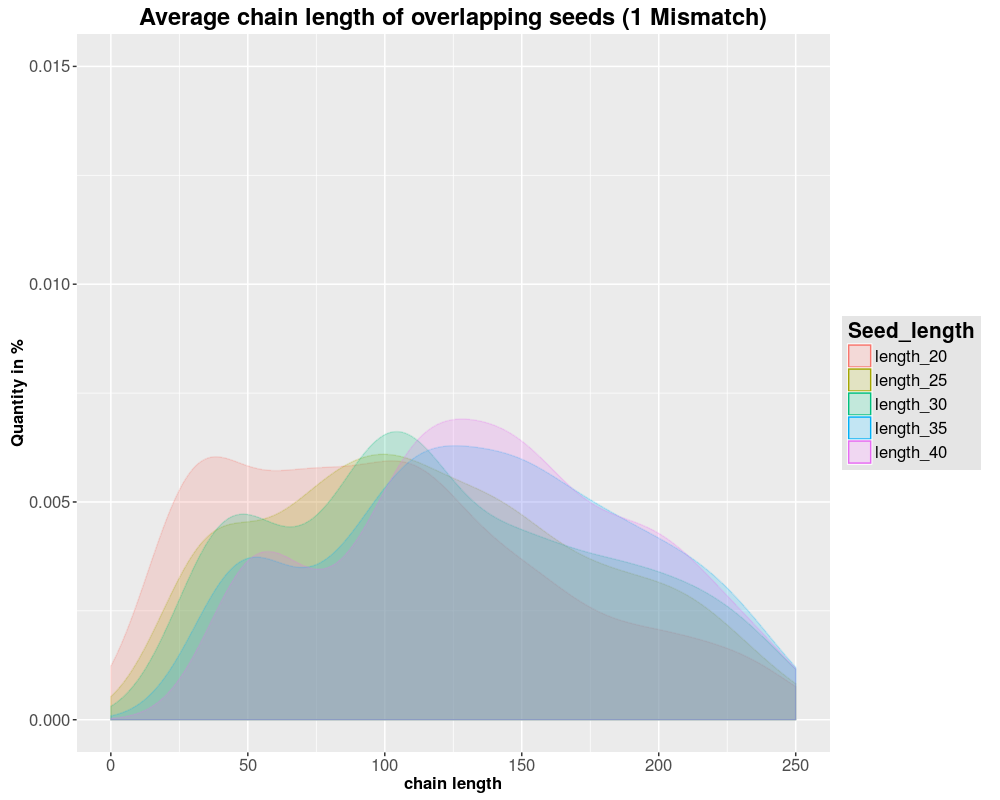 Average chain length of overlapping seeds (1 Mismatch)
0.015
0.010
0.005
0.000
Quantity in %
0 50 100 150 200 250
chain length
Seed_length
length_20
length_25
length_30
length_35
length_40